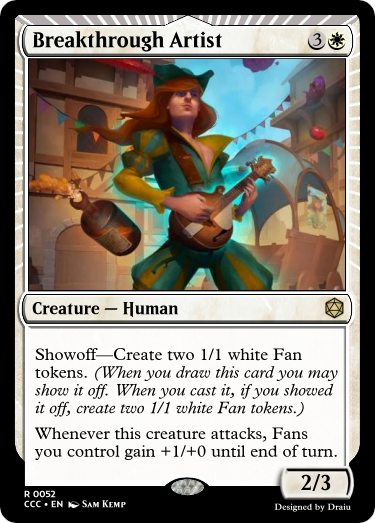 Breakthrough Artist 3
Creature — Human
Showoff—Create two 1/1 white Fan
tokens. (When you draw this card you may
show it off. When you cast it, if you showed
it off, create two 1/1 white Fan tokens.)
Whenever this creature attacks, Fans
you control gain +1/+0 until end of turn.
2/3
R 0052
CCC • EN Sam Kemp
Designed by Draiu